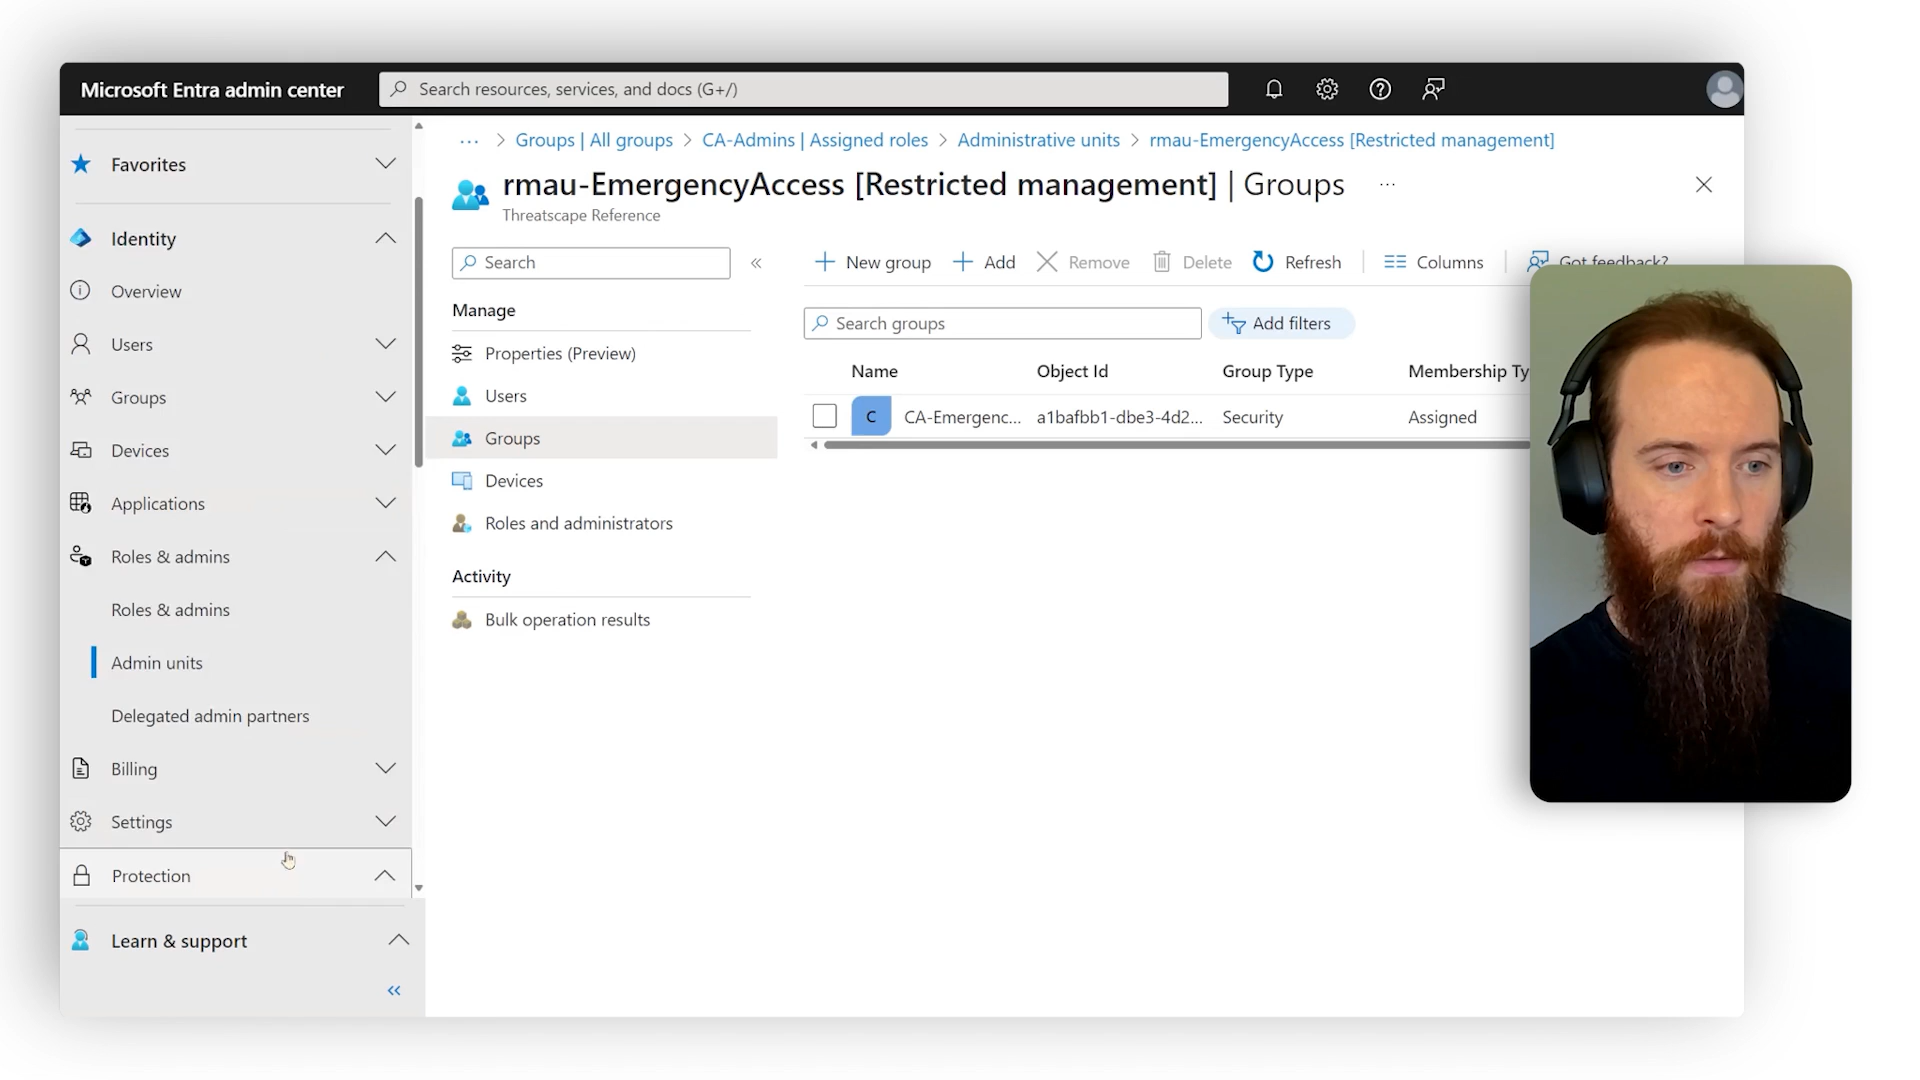 Microsoft Entra admin center
Search resources, services, and docs (G+/)
Favorites
Identity
Overview
Users
Groups
Devices
Applications
Roles & admins
Roles & admins
Admin units
Delegated admin partners
Billing
Settings
Protection
Learn & support
... > Groups | All groups > CA-Admins | Assigned roles > Administrative units > rmau-EmergencyAccess [Restricted management]
rmau-EmergencyAccess [Restricted management] | Groups ...
Threatscape Reference
Search
Manage
Properties (Preview)
Users
Groups
Devices
Roles and administrators
Activity
Bulk operation results
New group Add Remove Delete Refresh Columns Got feedback?
Search groups Add filters
Name Object Id Group Type Membership Ty
C CA-Emergenc... a1bafbb1-dbe3-4d2... Security Assigned